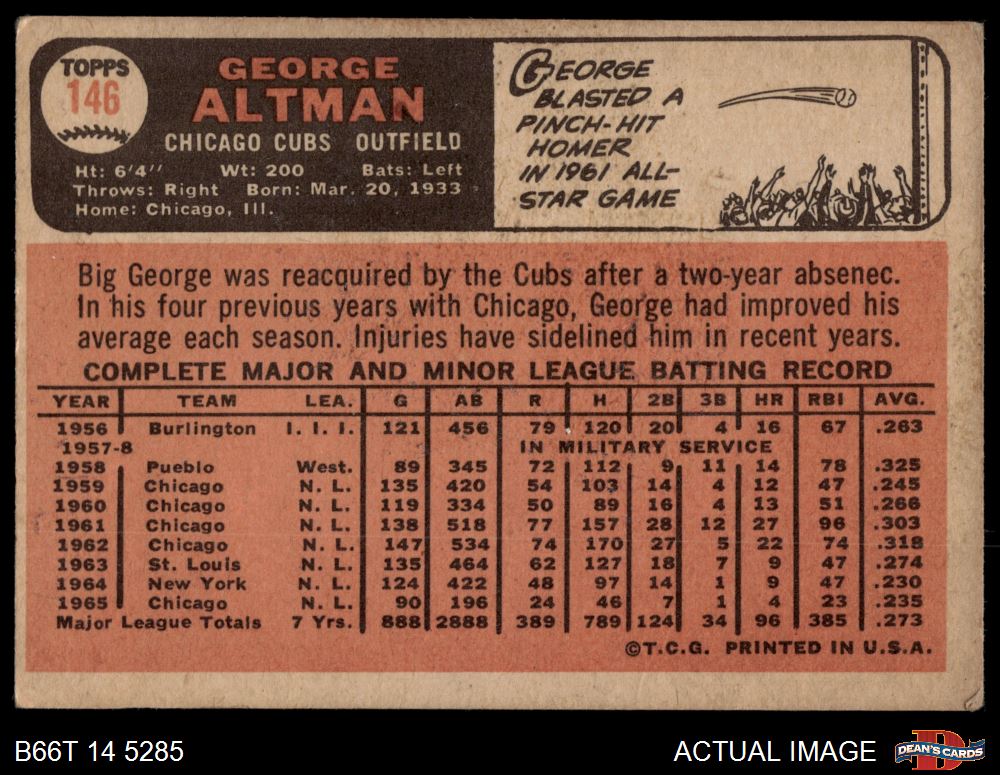 TOPPS
146
GEORGE
ALTMAN
CHICAGO CUBS OUTFIELD
Ht: 6'4" Wt: 200 Bats: Left
Throws: Right Born: Mar. 20, 1933
Home: Chicago, Ill.
GEORGE
BLASTED A
PINCH-HIT
HOMER
IN 1961 ALL-
STAR GAME
Big George was reacquired by the Cubs after a two-year absenec.
In his four previous years with Chicago, George had improved his
average each season. Injuries have sidelined him in recent years.
COMPLETE MAJOR AND MINOR LEAGUE BATTING RECORD
YEAR TEAM LEA. G AB R H 2B 3B HR RBI AVG.
1956 Burlington I. I. I. 121 456 79 120 20 4 16 67 .263
1957-8 IN MILITARY SERVICE
1958 Pueblo West. 89 345 72 112 9 11 14 78 .325
1959 Chicago N. L. 135 420 54 103 14 4 12 47 .245
1960 Chicago N. L. 119 334 50 89 16 4 13 51 .266
1961 Chicago N. L. 138 518 77 157 28 12 27 96 .303
1962 Chicago N. L. 147 534 74 170 27 5 22 74 .318
1963 St. Louis N. L. 135 464 62 127 18 7 9 47 .274
1964 New York N. L. 124 422 48 97 14 1 9 47 .230
1965 Chicago N. L. 90 196 24 46 7 1 4 23 .235
Major League Totals 7 Yrs. 888 2888 389 789 124 34 96 385 .273
©T.C.G. PRINTED IN U.S.A.
B66T 14 5285
ACTUAL IMAGE
DEAN'S CARDS